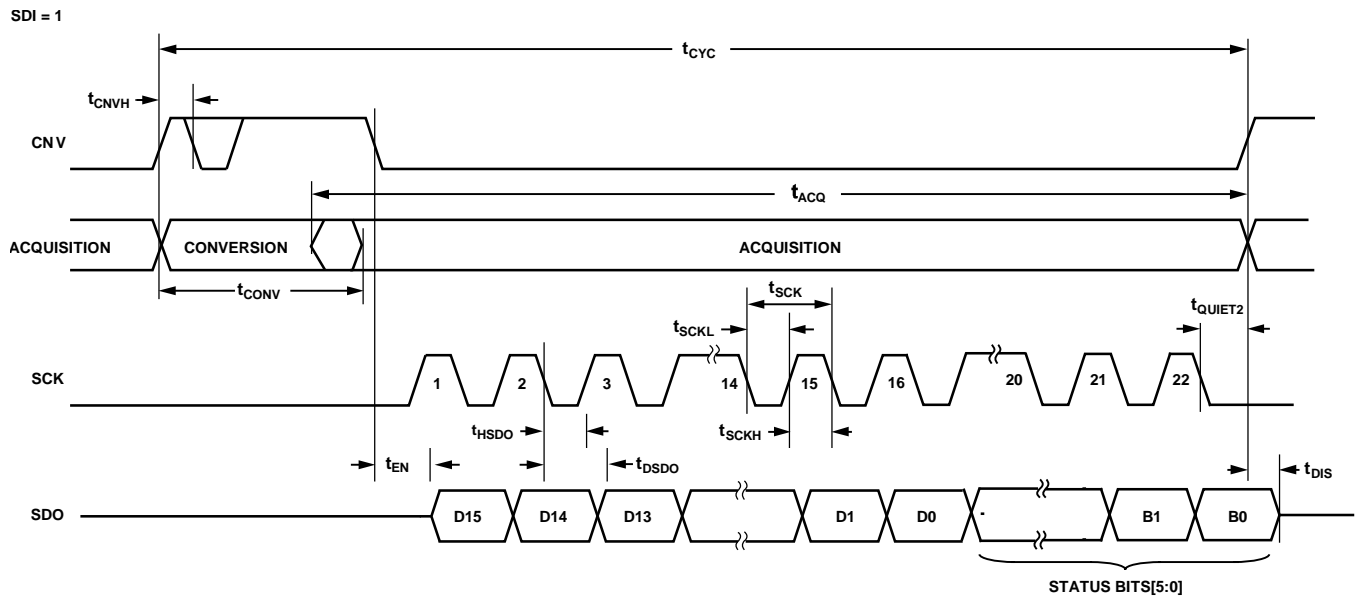 SDI = 1
tCYC
tCNVH
CNV
tACQ
ACQUISITION
CONVERSION
ACQUISITION
tCONV
tSCK
tQUIET2
tSCKL
SCK
1
2
3
14
15
16
20
21
22
tHSDO
tSCKH
tEN
tDSDO
tDIS
SDO
D15
D14
D13
D1
D0
B1
B0
STATUS BITS[5:0]